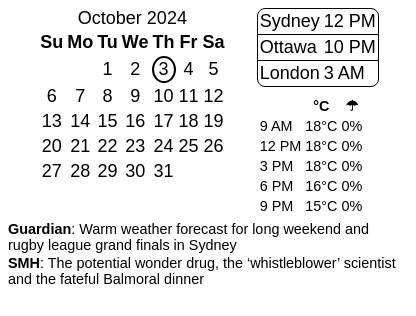 October 2024
Su Mo Tu We Th Fr Sa
1 2 3 4 5
6 7 8 9 10 11 12
13 14 15 16 17 18 19
20 21 22 23 24 25 26
27 28 29 30 31
Sydney 12 PM
Ottawa 10 PM
London 3 AM
°C ☂
9 AM 18°C 0%
12 PM 18°C 0%
3 PM 18°C 0%
6 PM 16°C 0%
9 PM 15°C 0%
Guardian: Warm weather forecast for long weekend and
rugby league grand finals in Sydney
SMH: The potential wonder drug, the ‘whistleblower’ scientist
and the fateful Balmoral dinner